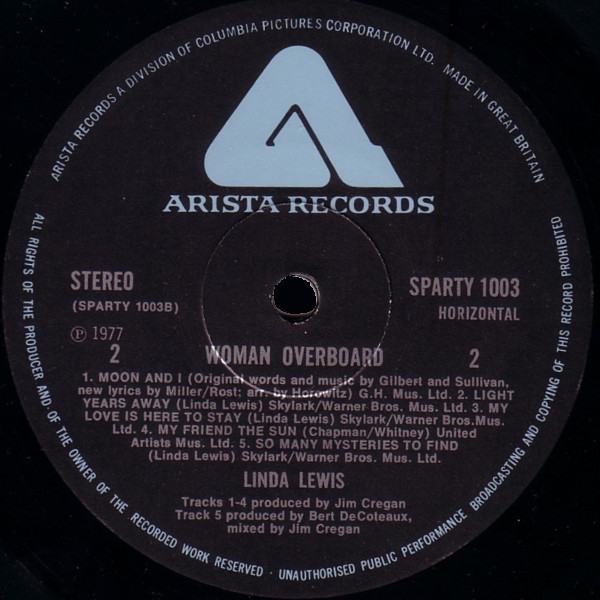 ARISTA RECORDS A DIVISION OF COLUMBIA PICTURES CORPORATION LTD. MADE IN GREAT BRITAIN
ARISTA RECORDS
STEREO
SPARTY 1003
(SPARTY 1003B)
HORIZONTAL
℗ 1977
2 WOMAN OVERBOARD 2
1. MOON AND I (Original words and music by Gilbert and Sullivan,
new lyrics by Miller/Rost: arr. by Horowitz) G.H. Mus. Ltd. 2. LIGHT
YEARS AWAY (Linda Lewis) Skylark/Warner Bros. Mus. Ltd. 3. MY
LOVE IS HERE TO STAY (Linda Lewis) Skylark/Warner Bros.Mus.
Ltd. 4. MY FRIEND THE SUN (Chapman/Whitney) United
Artists Mus. Ltd. 5. SO MANY MYSTERIES TO FIND
(Linda Lewis) Skylark/Warner Bros. Mus. Ltd.
LINDA LEWIS
Tracks 1-4 produced by Jim Cregan
Track 5 produced by Bert DeCoteaux,
mixed by Jim Cregan
ALL RIGHTS OF THE PRODUCER AND OF THE OWNER OF THE RECORDED WORK RESERVED · UNAUTHORISED PUBLIC PERFORMANCE BROADCASTING AND COPYING OF THIS RECORD PROHIBITED